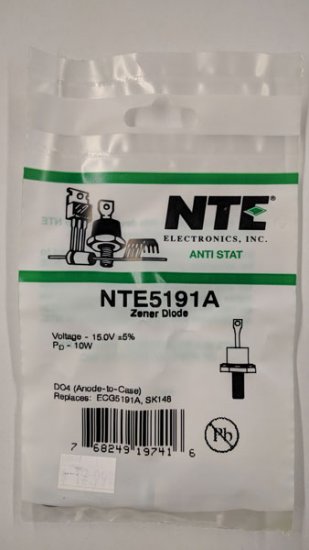 NTE
ELECTRONICS, INC.
ANTI STAT
NTE5191A
Zener Diode
Voltage - 15.0V ±5%
PD - 10W
DO4 (Anode-to-Case)
Replaces: ECG5191A, SK148
Pb
7 68249 19741 6